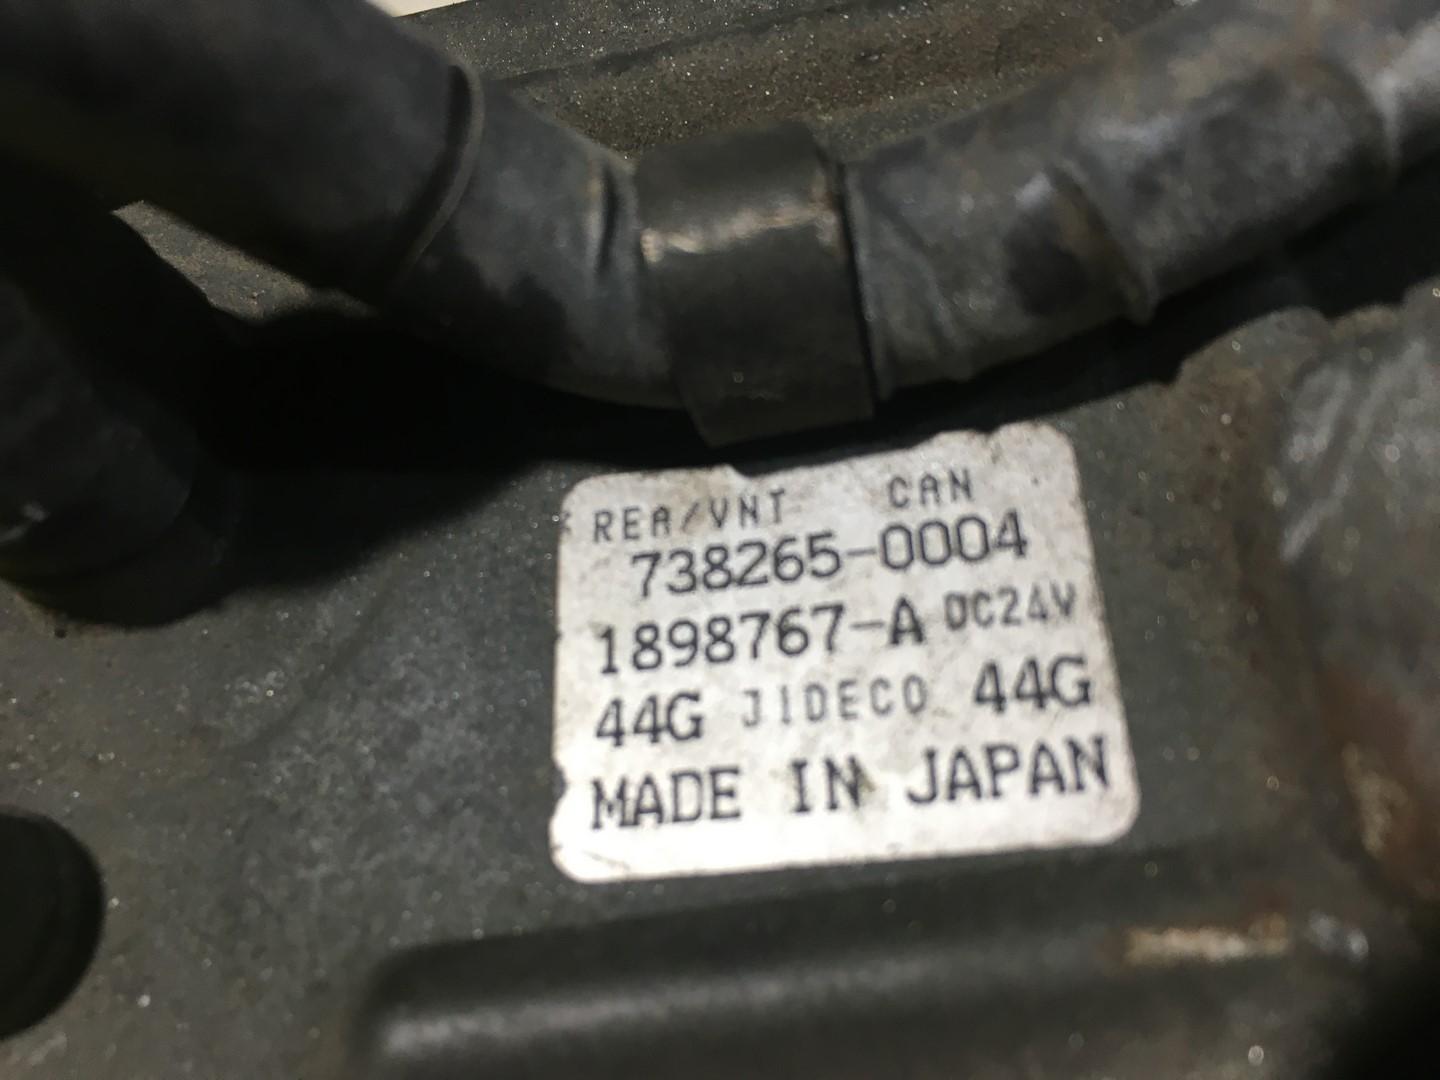 REA/VNT CAN
738265-0004
1898767-A DC24V
44G JIDECO 44G
MADE IN JAPAN